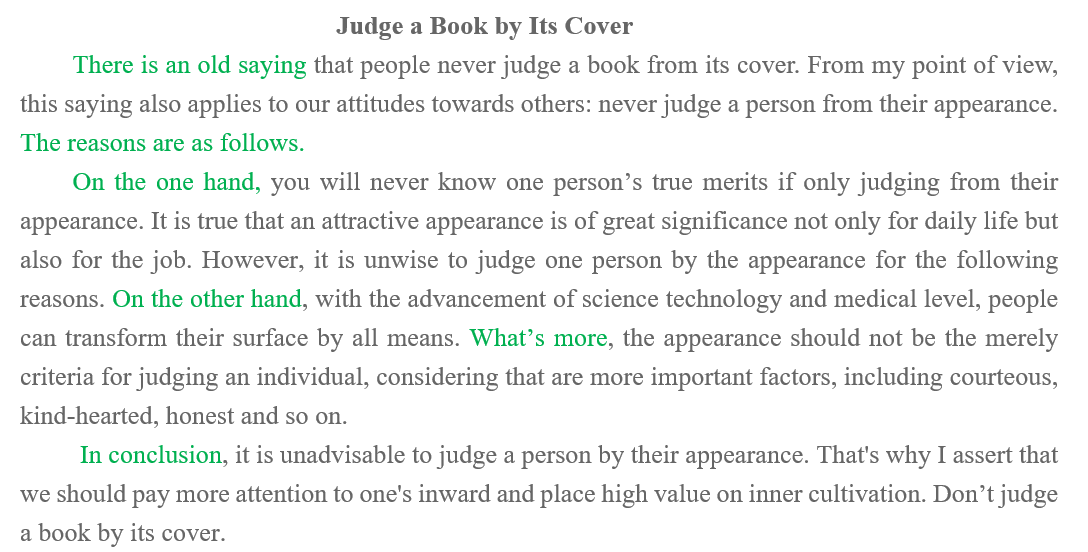 Judge a Book by Its Cover
There is an old saying that people never judge a book from its cover. From my point of view,
this saying also applies to our attitudes towards others: never judge a person from their appearance.
The reasons are as follows.
On the one hand, you will never know one person’s true merits if only judging from their
appearance. It is true that an attractive appearance is of great significance not only for daily life but
also for the job. However, it is unwise to judge one person by the appearance for the following
reasons. On the other hand, with the advancement of science technology and medical level, people
can transform their surface by all means. What’s more, the appearance should not be the merely
criteria for judging an individual, considering that are more important factors, including courteous,
kind-hearted, honest and so on.
In conclusion, it is unadvisable to judge a person by their appearance. That's why I assert that
we should pay more attention to one's inward and place high value on inner cultivation. Don’t judge
a book by its cover.